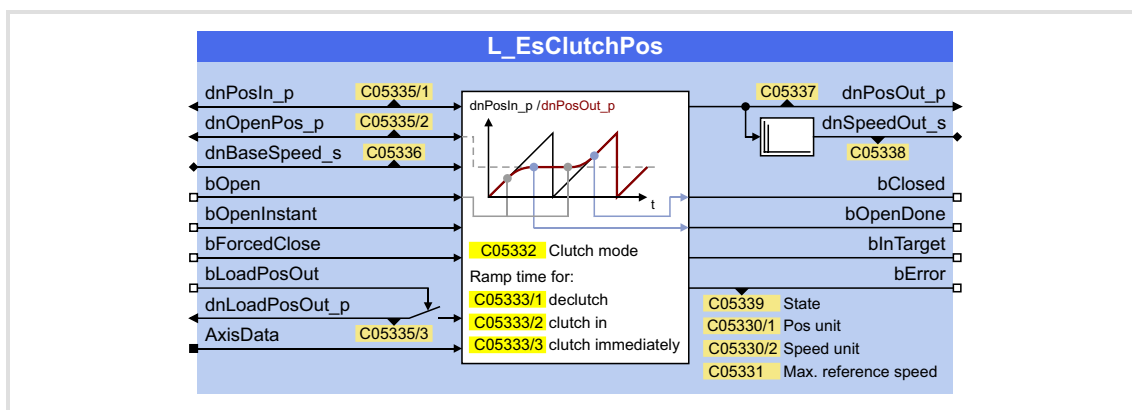 L_EsClutchPos
dnPosIn_p C05335/1
dnOpenPos_p C05335/2
dnBaseSpeed_s C05336
bOpen
bOpenInstant
bForcedClose
bLoadPosOut
dnLoadPosOut_p
AxisData C05335/3
dnPosIn_p /dnPosOut_p
t
C05332 Clutch mode
Ramp time for:
C05333/1 declutch
C05333/2 clutch in
C05333/3 clutch immediately
C05337 dnPosOut_p
dnSpeedOut_s
C05338
bClosed
bOpenDone
bInTarget
bError
C05339 State
C05330/1 Pos unit
C05330/2 Speed unit
C05331 Max. reference speed